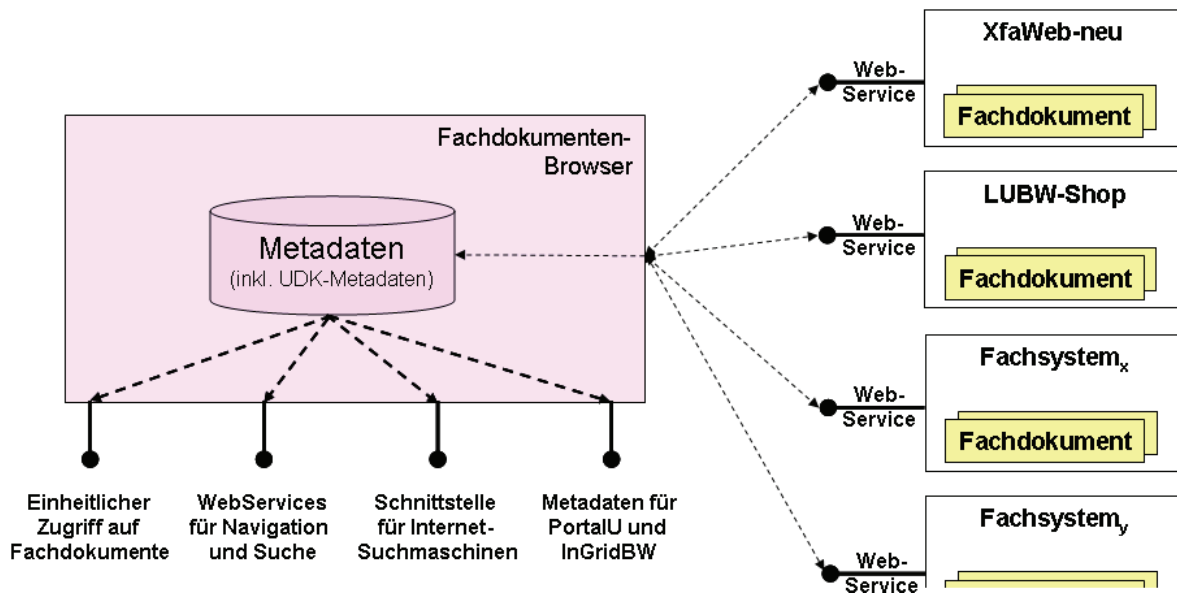 Fachdokumenten-
Browser
Metadaten
(inkl. UDK-Metadaten)
Einheitlicher
Zugriff auf
Fachdokumente
WebServices
für Navigation
und Suche
Schnittstelle
für Internet-
Suchmaschinen
Metadaten für
PortalU und
InGridBW
Web-
Service
XfaWeb-neu
Fachdokument
Web-
Service
LUBW-Shop
Fachdokument
Web-
Service
Fachsystemx
Fachdokument
Web-
Service
Fachsystemy